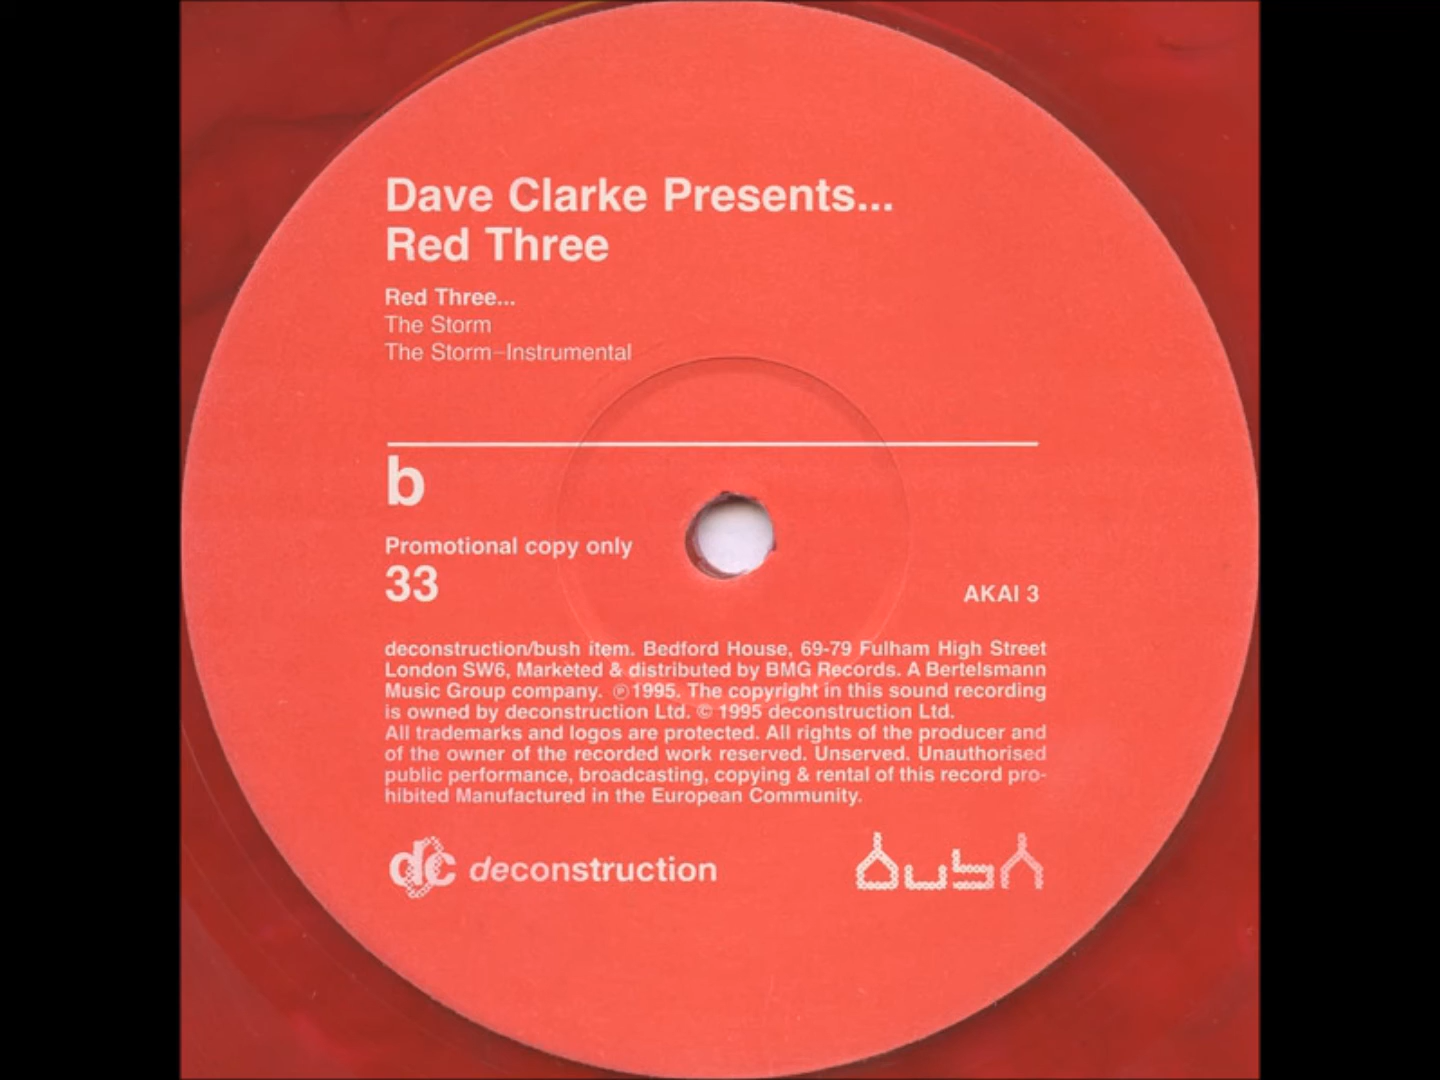 Dave Clarke Presents...
Red Three
Red Three...
The Storm
The Storm–Instrumental
b
Promotional copy only
33
AKAI 3
deconstruction/bush item. Bedford House, 69-79 Fulham High Street
London SW6, Marketed & distributed by BMG Records. A Bertelsmann
Music Group company. ℗1995. The copyright in this sound recording
is owned by deconstruction Ltd. © 1995 deconstruction Ltd.
All trademarks and logos are protected. All rights of the producer and
of the owner of the recorded work reserved. Unserved. Unauthorised
public performance, broadcasting, copying & rental of this record pro-
hibited Manufactured in the European Community.
dc deconstruction
bush